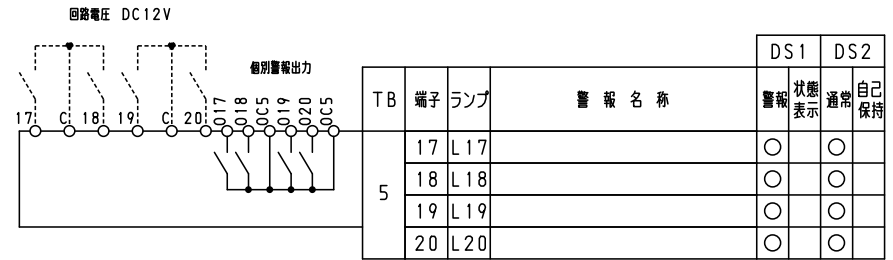 回路電圧 DC12V
個別警報出力
17 C 18 19 C 20 O17 O18 OC5 O19 O20 OC5
DS1 DS2
TB 端子 ランプ 警報名称 警報 状態表示 通常 自己保持
5
17 L17 ○ ○
18 L18 ○ ○
19 L19 ○ ○
20 L20 ○ ○